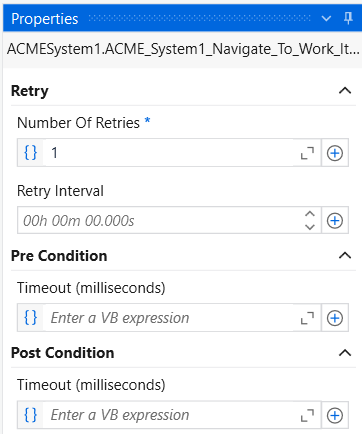 Properties
ACMESystem1.ACME_System1_Navigate_To_Work_It...
Retry
Number Of Retries *
{} 1
Retry Interval
00h 00m 00.000s
Pre Condition
Timeout (milliseconds)
{} Enter a VB expression
Post Condition
Timeout (milliseconds)
{} Enter a VB expression